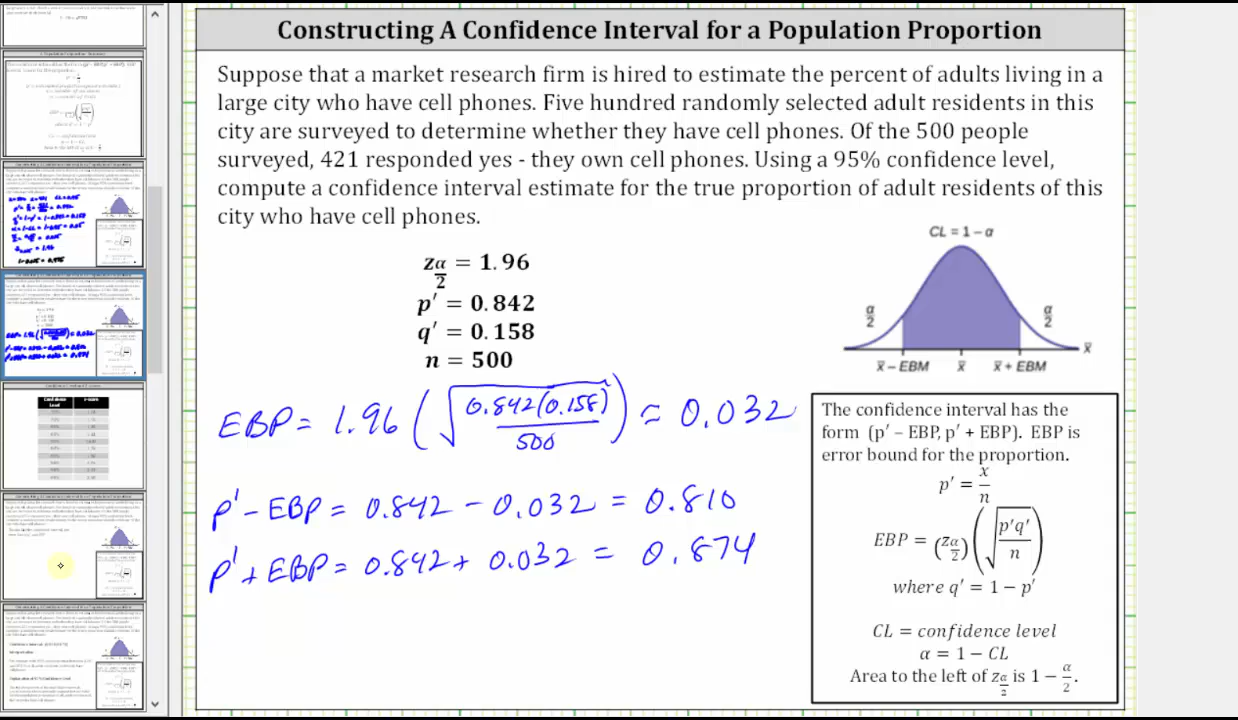 Constructing A Confidence Interval for a Population Proportion
Suppose that a market research firm is hired to estimate the percent of adults living in a
large city who have cell phones. Five hundred randomly selected adult residents in this
city are surveyed to determine whether they have cell phones. Of the 500 people
surveyed, 421 responded yes - they own cell phones. Using a 95% confidence level,
compute a confidence interval estimate for the true proportion of adult residents of this
city who have cell phones.
z_(α/2) = 1.96
p′ = 0.842
q′ = 0.158
n = 500
EBP = 1.96 (√(0.842(0.158)/500)) ≈ 0.032
p' − EBP = 0.842 − 0.032 = 0.810
p' + EBP = 0.842 + 0.032 = 0.874
CL = 1 − α
α/2 α/2
x̅
x̅ − EBM x̅ x̅ + EBM
The confidence interval has the
form (p′ − EBP, p′ + EBP). EBP is
error bound for the proportion.
p′ = x/n
EBP = (z_(α/2)) (√(p′q′/n))
where q′ = 1 − p′
CL = confidence level
α = 1 − CL
Area to the left of z_(α/2) is 1 − α/2.